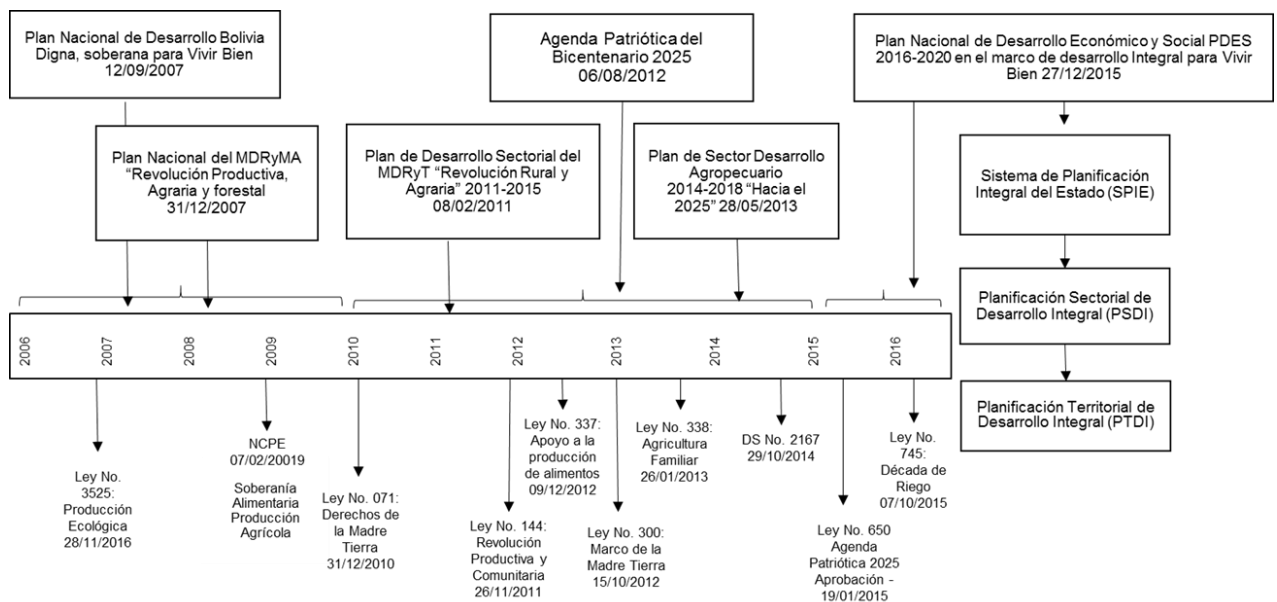 Plan Nacional de Desarrollo Bolivia
Digna, soberana para Vivir Bien
12/09/2007
Agenda Patriótica del
Bicentenario 2025
06/08/2012
Plan Nacional de Desarrollo Económico y Social PDES
2016-2020 en el marco de desarrollo Integral para Vivir
Bien 27/12/2015
Plan Nacional del MDRyMA
“Revolución Productiva,
Agraria y forestal
31/12/2007
Plan de Desarrollo Sectorial del
MDRyT “Revolución Rural y
Agraria” 2011-2015
08/02/2011
Plan de Sector Desarrollo
Agropecuario
2014-2018 “Hacia el
2025” 28/05/2013
Sistema de Planificación
Integral del Estado (SPIE)
Planificación Sectorial de
Desarrollo Integral (PSDI)
Planificación Territorial de
Desarrollo Integral (PTDI)
2006
2007
2008
2009
2010
2011
2012
2013
2014
2015
2016
Ley No.
3525:
Producción
Ecológica
28/11/2016
NCPE
07/02/20019
Soberanía
Alimentaria
Producción
Agrícola
Ley No. 071:
Derechos de
la Madre
Tierra
31/12/2010
Ley No. 144:
Revolución
Productiva y
Comunitaria
26/11/2011
Ley No. 337:
Apoyo a la
producción
de alimentos
09/12/2012
Ley No. 300:
Marco de la
Madre Tierra
15/10/2012
Ley No. 338:
Agricultura
Familiar
26/01/2013
DS No. 2167
29/10/2014
Ley No. 650
Agenda
Patriótica 2025
Aprobación -
19/01/2015
Ley No.
745:
Década de
Riego
07/10/2015